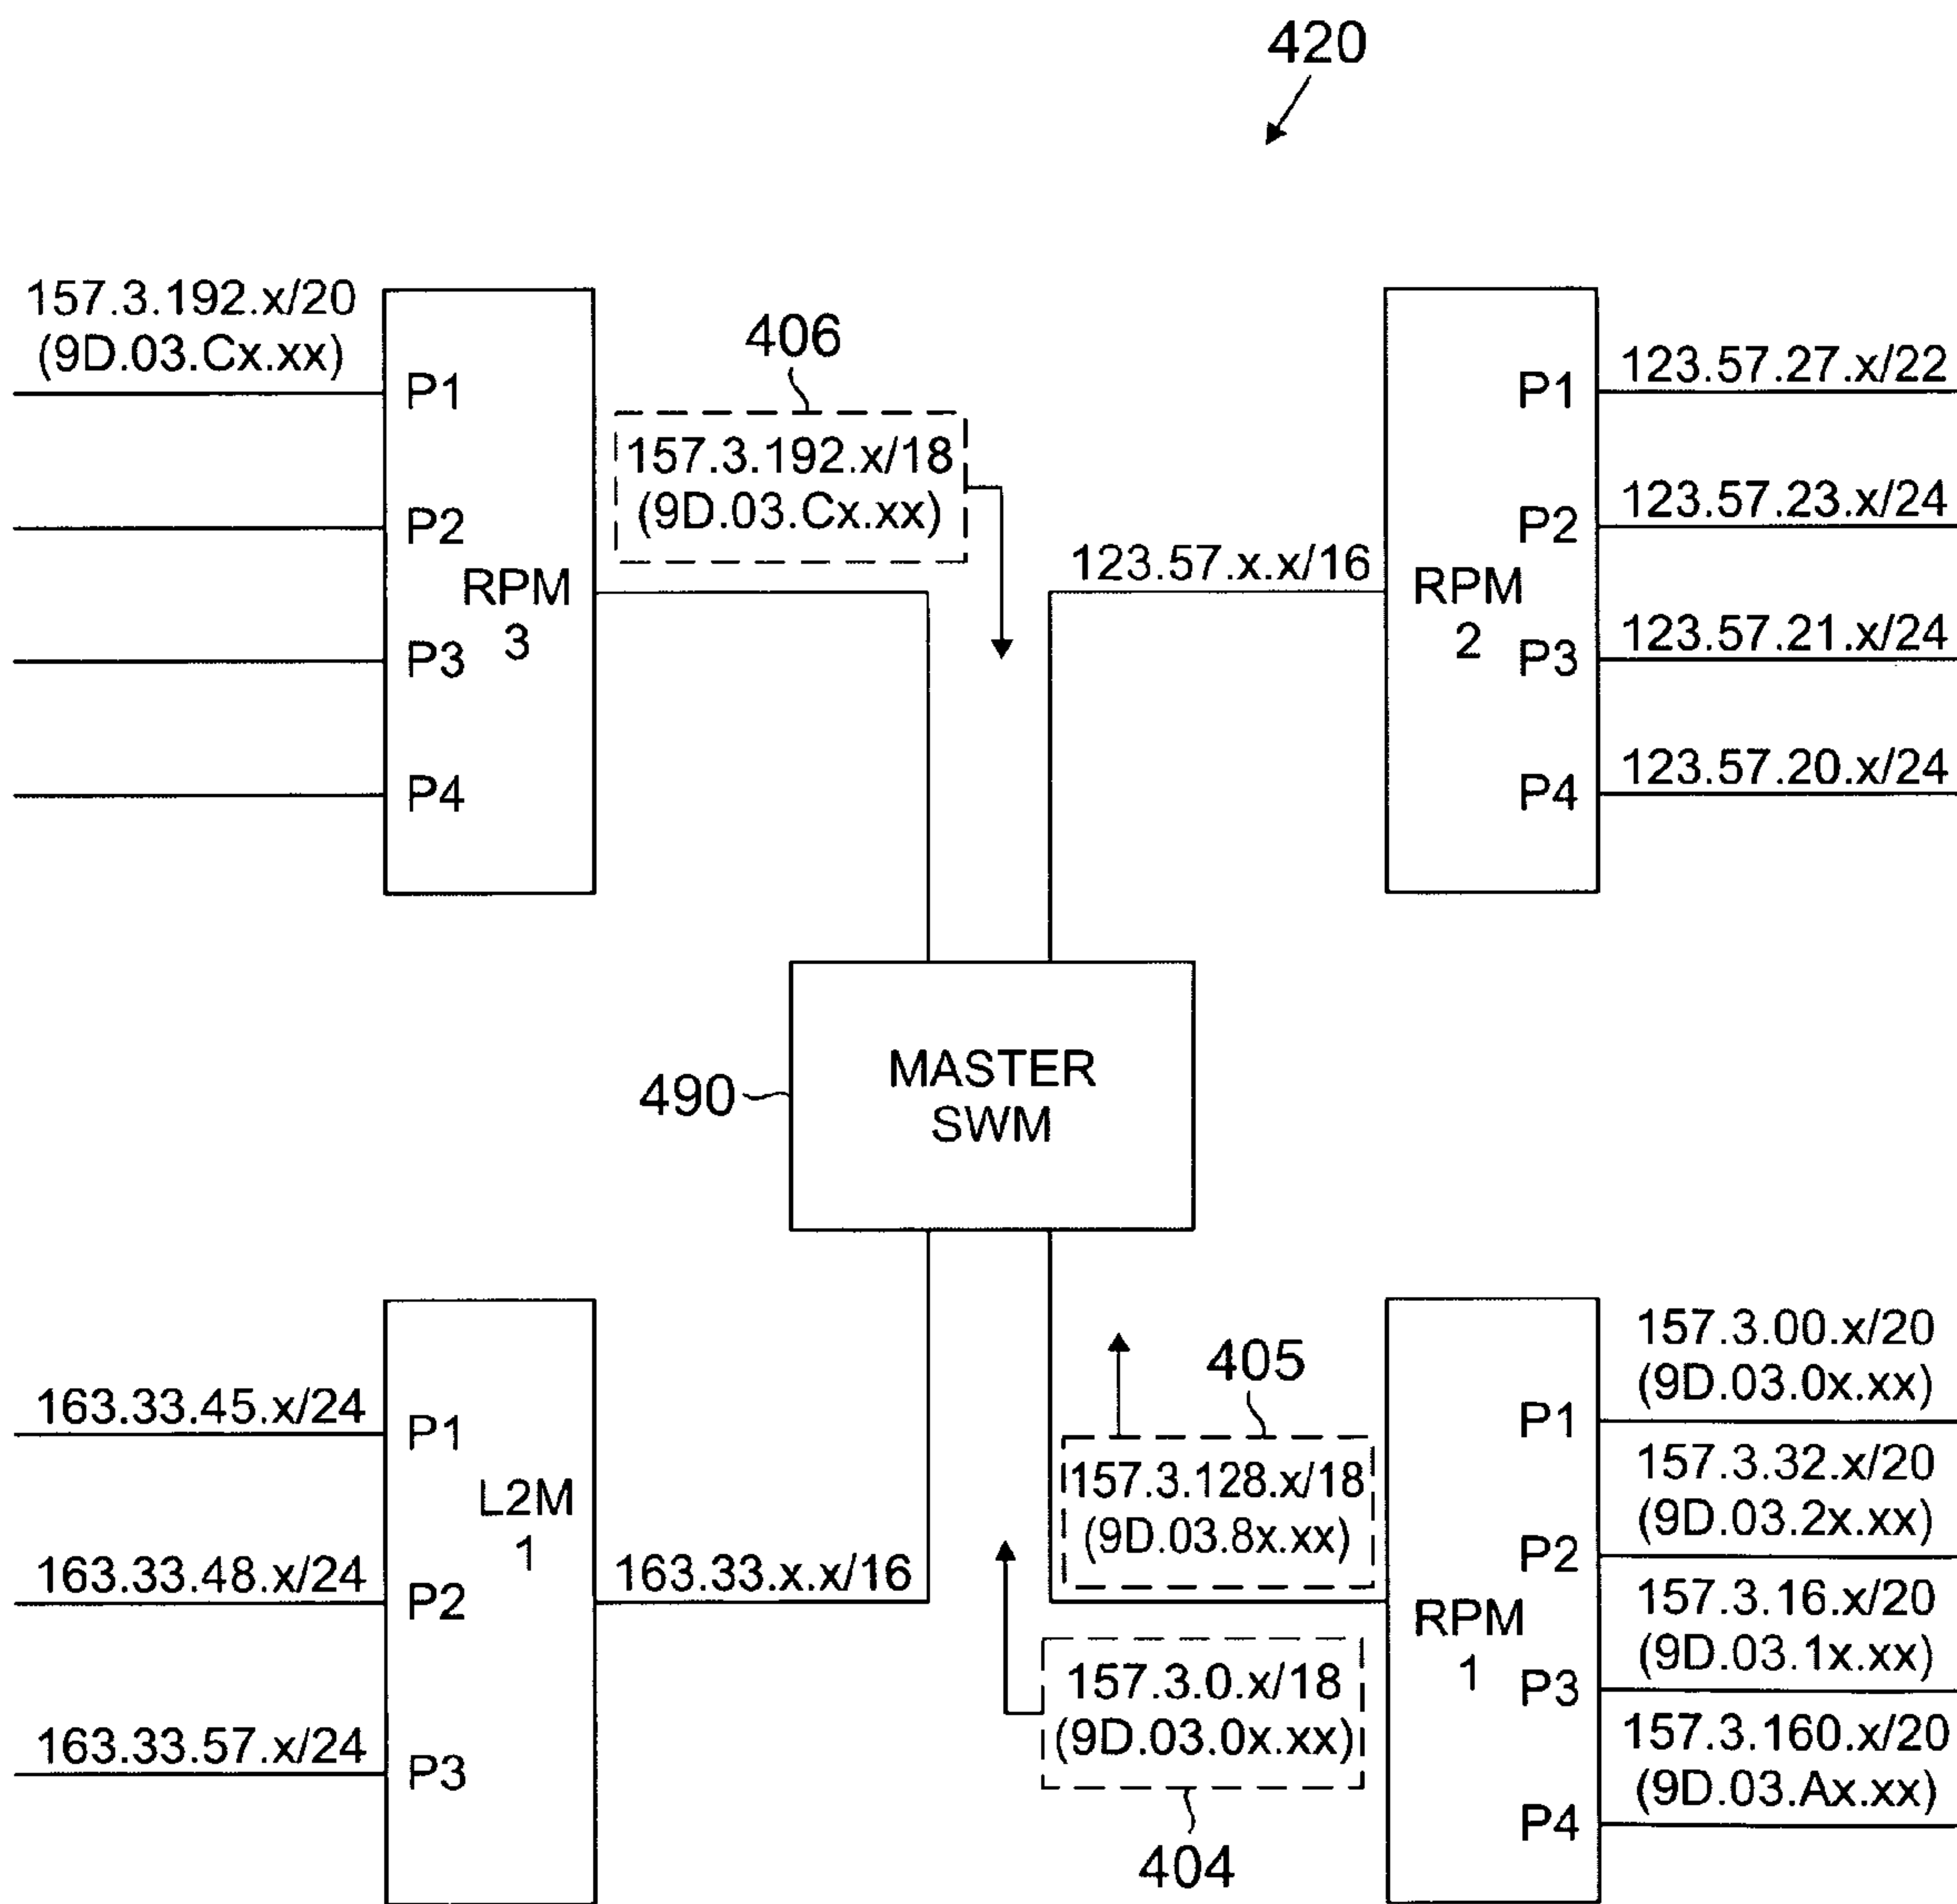 420
157.3.192.x/20
(9D.03.Cx.xx)
P1
P2
RPM
3
P3
P4
406
157.3.192.x/18
(9D.03.Cx.xx)
123.57.x.x/16
P1
RPM
2
P2
P3
P4
123.57.27.x/22
123.57.23.x/24
123.57.21.x/24
123.57.20.x/24
490
MASTER
SWM
163.33.45.x/24
163.33.48.x/24
163.33.57.x/24
P1
L2M
1
P2
P3
163.33.x.x/16
405
157.3.128.x/18
(9D.03.8x.xx)
157.3.0.x/18
(9D.03.0x.xx)
404
P1
P2
RPM
1
P3
P4
157.3.00.x/20
(9D.03.0x.xx)
157.3.32.x/20
(9D.03.2x.xx)
157.3.16.x/20
(9D.03.1x.xx)
157.3.160.x/20
(9D.03.Ax.xx)